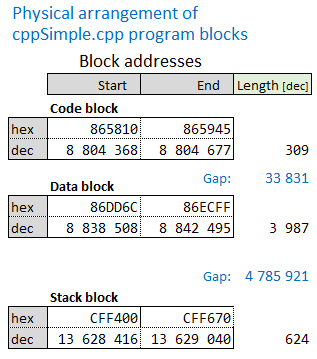 Physical arrangement of
cppSimple.cpp program blocks
Block addresses
Start End Length [dec]
Code block
hex 865810 865945
dec 8 804 368 8 804 677 309
Gap: 33 831
Data block
hex 86DD6C 86ECFF
dec 8 838 508 8 842 495 3 987
Gap: 4 785 921
Stack block
hex CFF400 CFF670
dec 13 628 416 13 629 040 624